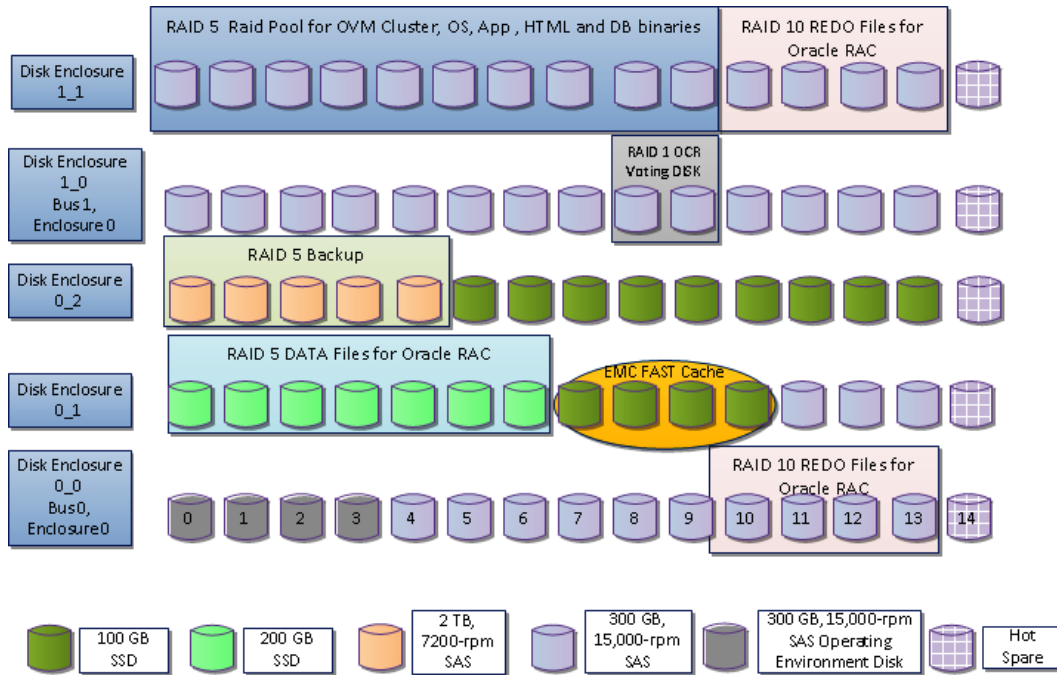 RAID 5 Raid Pool for OVM Cluster, OS, App , HTML and DB binaries
RAID 10 REDO Files for
Oracle RAC
Disk Enclosure
1_1
Disk Enclosure
1_0
Bus1,
Enclosure0
RAID 1 OCR
Voting DISK
RAID 5 Backup
Disk Enclosure
0_2
RAID 5 DATA Files for Oracle RAC
EMC FAST Cache
Disk Enclosure
0_1
Disk Enclosure
0_0
Bus0,
Enclosure0
RAID 10 REDO Files for
Oracle RAC
0 1 2 3 4 5 6 7 8 9 10 11 12 13 14
100 GB
SSD
200 GB
SSD
2 TB,
7200-rpm
SAS
300 GB,
15,000-rpm
SAS
300 GB, 15,000-rpm
SAS Operating
Environment Disk
Hot
Spare